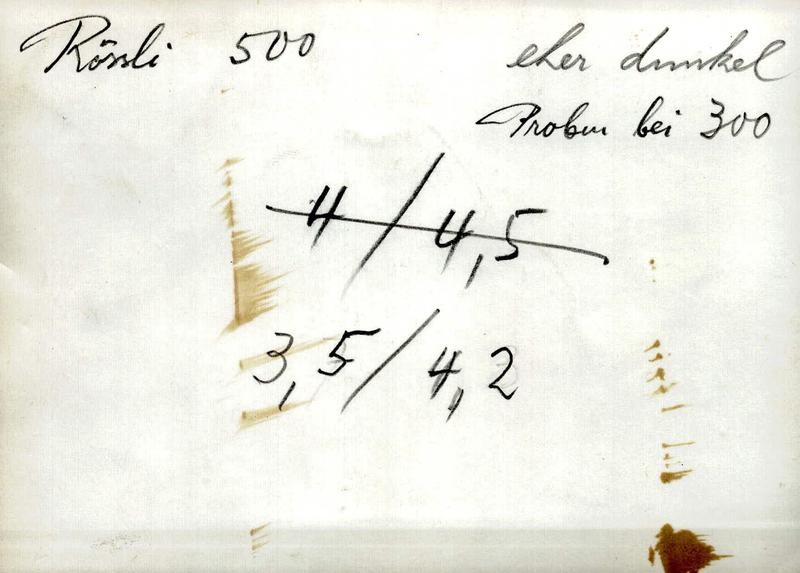 Rössli 500 eher dunkel
Proben bei 300
4/4,5
3,5/4,2